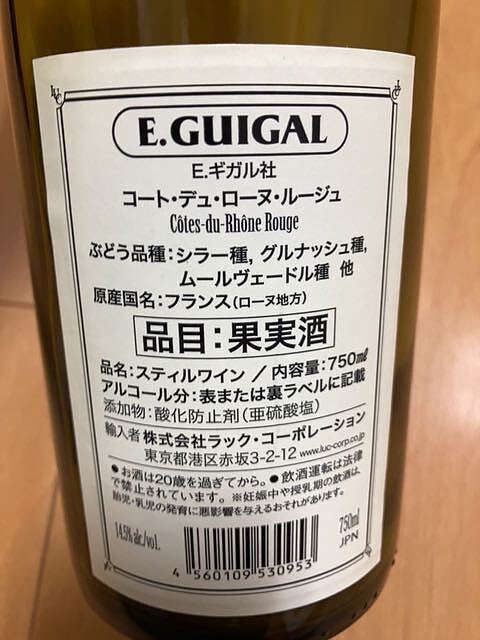 E.GUIGAL
E.ギガル社
コート・デュ・ローヌ・ルージュ
Côtes-du-Rhône Rouge
ぶどう品種：シラー種, グルナッシュ種,
ムールヴェードル種 他
原産国名：フランス(ローヌ地方)
品目：果実酒
品名：スティルワイン ／ 内容量：750㎖
アルコール分：表または裏ラベルに記載
添加物：酸化防止剤（亜硫酸塩）
輸入者 株式会社ラック・コーポレーション
東京都港区赤坂3-2-12 www.luc-corp.co.jp
●お酒は20歳を過ぎてから。●飲酒運転は法律
で禁止されています。※妊娠中や授乳期の飲酒は、
胎児・乳児の発育に悪影響を与えるおそれがあります。
14.5% alc./vol.
750ml
JPN
4 560109 530953